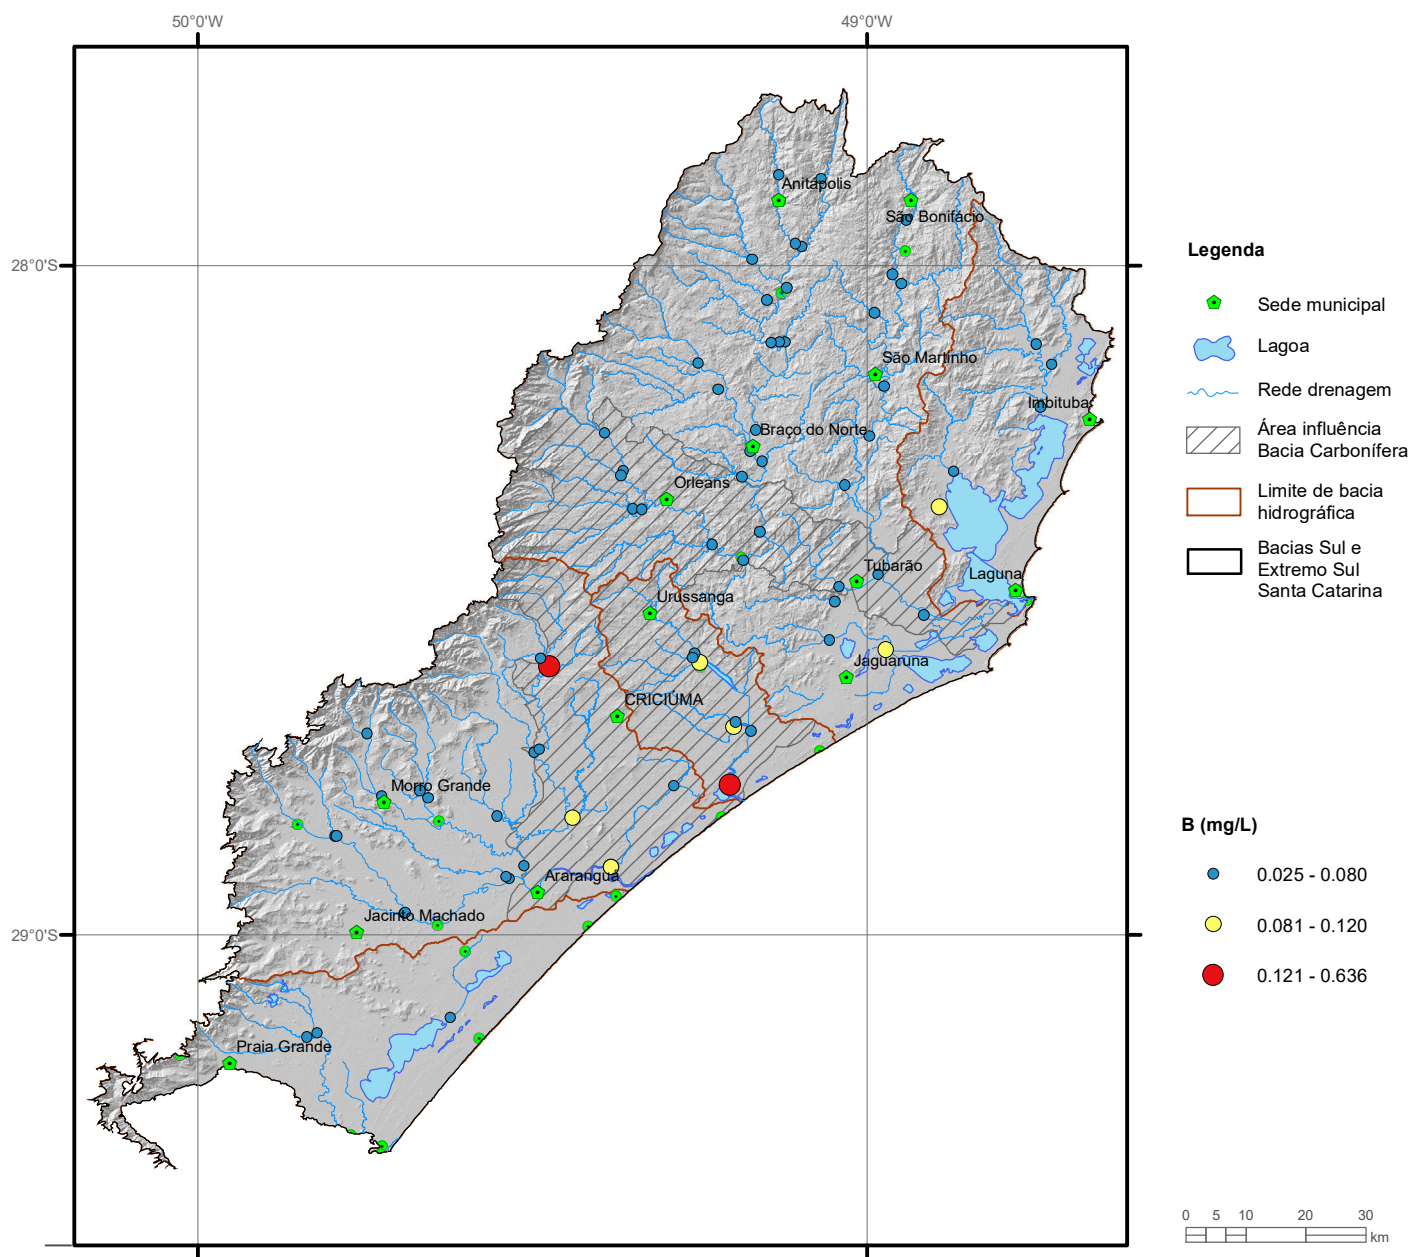 50°0'W
49°0'W
28°0'S
29°0'S
Anitápolis
São Bonifácio
São Martinho
Imbituba
Braço do Norte
Orleans
Tubarão
Laguna
Urussanga
Jaguaruna
CRICIÚMA
Morro Grande
Araranguá
Jacinto Machado
Praia Grande
Legenda
Sede municipal
Lagoa
Rede drenagem
Área influência
Bacia Carbonífera
Limite de bacia
hidrográfica
Bacias Sul e
Extremo Sul
Santa Catarina
B (mg/L)
0.025 - 0.080
0.081 - 0.120
0.121 - 0.636
0 5 10 20 30
km